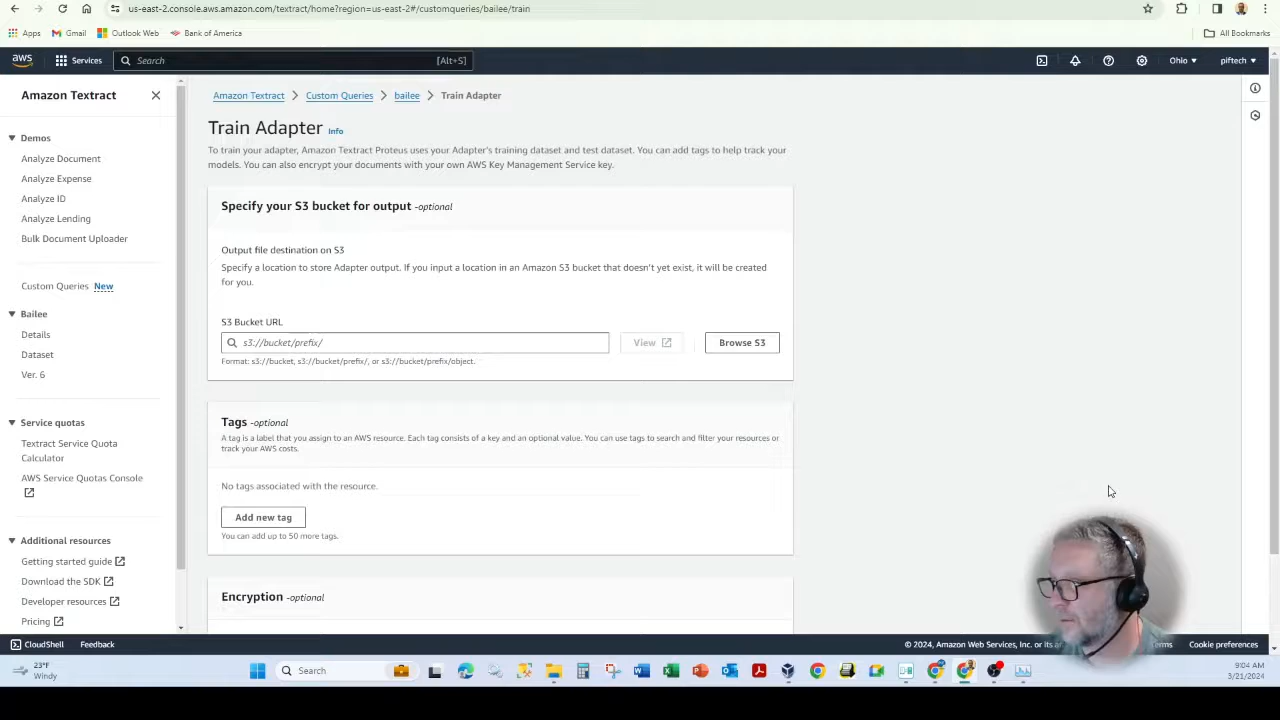 us-east-2.console.aws.amazon.com/textract/home?region=us-east-2#/customqueries/bailee/train
Apps
Gmail
Outlook Web
Bank of America
All Bookmarks
aws
Services
Search
[Alt+S]
Ohio
piftech
Amazon Textract
Demos
Analyze Document
Analyze Expense
Analyze ID
Analyze Lending
Bulk Document Uploader
Custom Queries New
Bailee
Details
Dataset
Ver. 6
Service quotas
Textract Service Quota
Calculator
AWS Service Quotas Console
Additional resources
Getting started guide
Download the SDK
Developer resources
Pricing
Amazon Textract > Custom Queries > bailee > Train Adapter
Train Adapter Info
To train your adapter, Amazon Textract Proteus uses your Adapter's training dataset and test dataset. You can add tags to help track your
models. You can also encrypt your documents with your own AWS Key Management Service key.
Specify your S3 bucket for output -optional
Output file destination on S3
Specify a location to store Adapter output. If you input a location in an Amazon S3 bucket that doesn't yet exist, it will be created
for you.
S3 Bucket URL
s3://bucket/prefix/
View
Browse S3
Format: s3://bucket, s3://bucket/prefix/, or s3://bucket/prefix/object.
Tags -optional
A tag is a label that you assign to an AWS resource. Each tag consists of a key and an optional value. You can use tags to search and filter your resources or
track your AWS costs.
No tags associated with the resource.
Add new tag
You can add up to 50 more tags.
Encryption -optional
CloudShell
Feedback
© 2024, Amazon Web Services, Inc. or its
Terms
Cookie preferences
23°F
Windy
Search
9:04 AM
3/21/2024